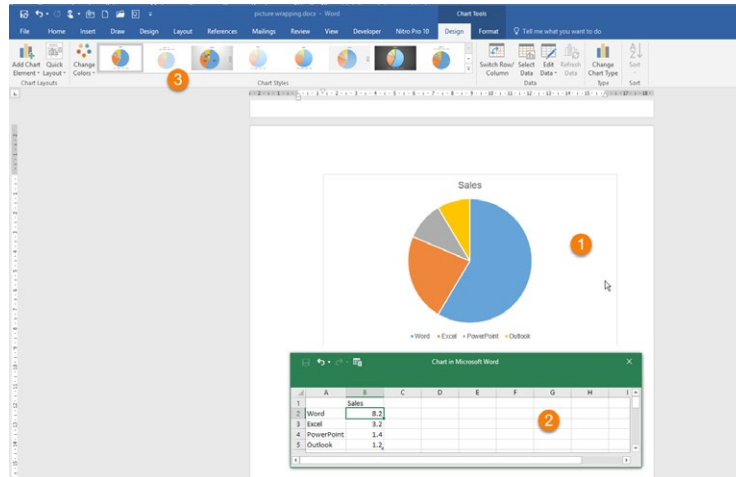 picture wrapping.docx - Word
Chart Tools
File Home Insert Draw Design Layout References Mailings Review View Developer Nitro Pro 10 Design Format Tell me what you want to do
Add Chart Element Quick Layout Change Colors Switch Row/ Column Select Data Edit Data Refresh Data Change Chart Type Sort
Chart Layouts Chart Styles Data Type Sort
3
Sales
1
Word Excel PowerPoint Outlook
Chart in Microsoft Word
A B C D E F G H I
1 Sales
2 Word 8.2
3 Excel 3.2
4 PowerPoint 1.4
5 Outlook 1.2
2